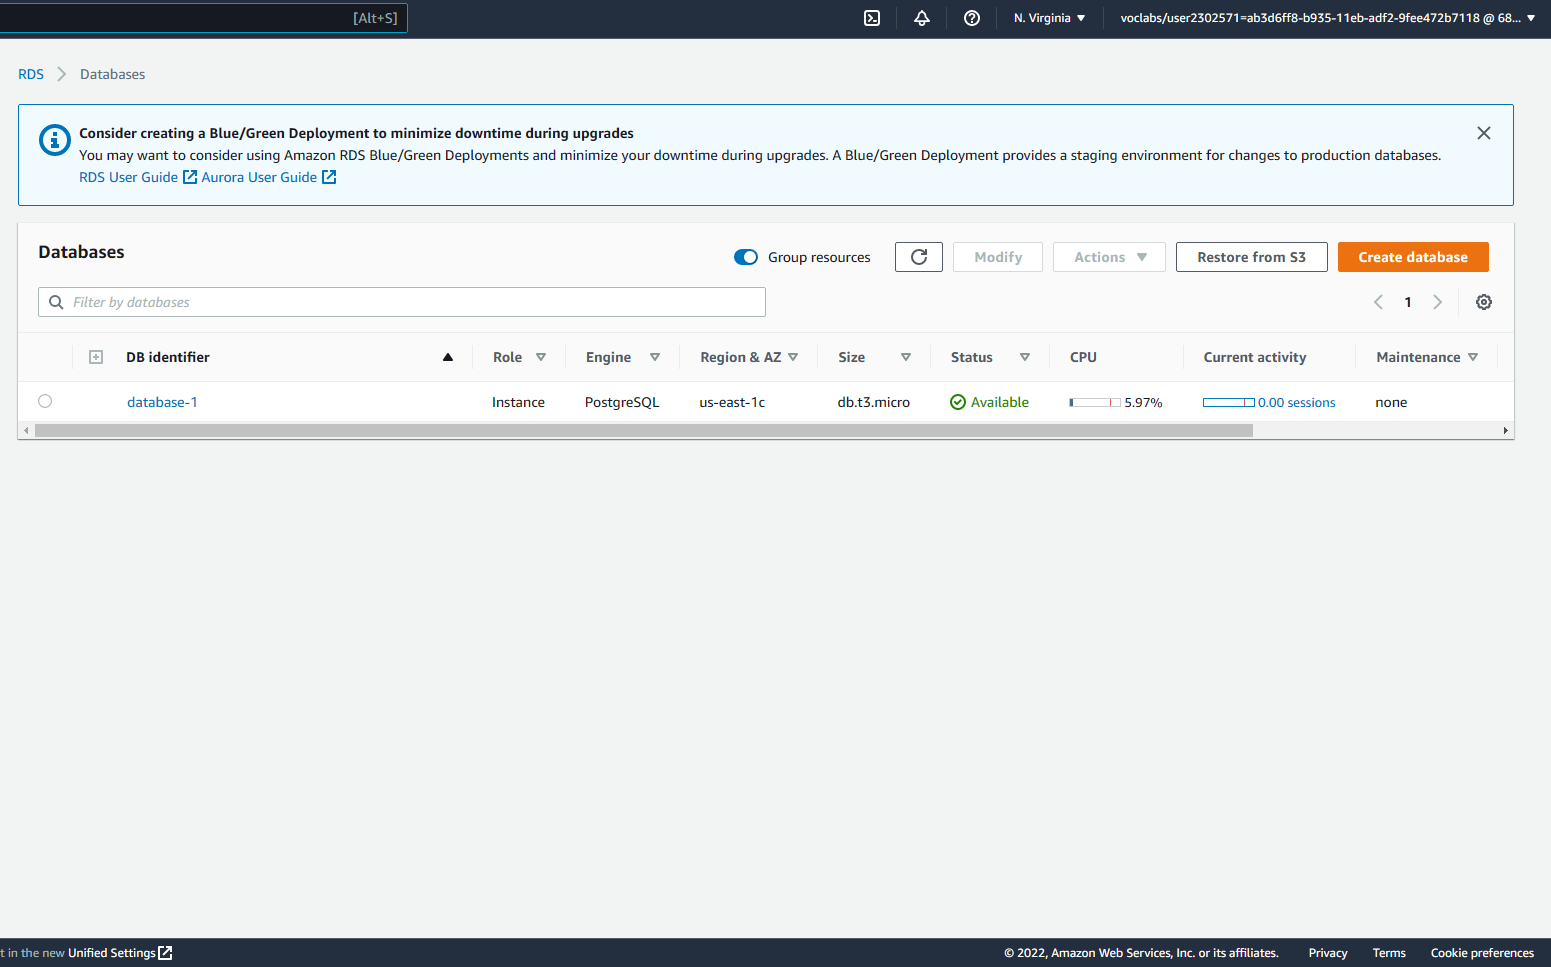 [Alt+S]
N. Virginia
voclabs/user2302571=ab3d6ff8-b935-11eb-adf2-9fee472b7118 @ 68...
RDS Databases
Consider creating a Blue/Green Deployment to minimize downtime during upgrades
You may want to consider using Amazon RDS Blue/Green Deployments and minimize your downtime during upgrades. A Blue/Green Deployment provides a staging environment for changes to production databases.
RDS User Guide Aurora User Guide
Databases
Group resources
Modify
Actions
Restore from S3
Create database
Filter by databases
1
DB identifier Role Engine Region & AZ Size Status CPU Current activity Maintenance
database-1 Instance PostgreSQL us-east-1c db.t3.micro Available 5.97% 0.00 sessions none
t in the new Unified Settings
© 2022, Amazon Web Services, Inc. or its affiliates. Privacy Terms Cookie preferences